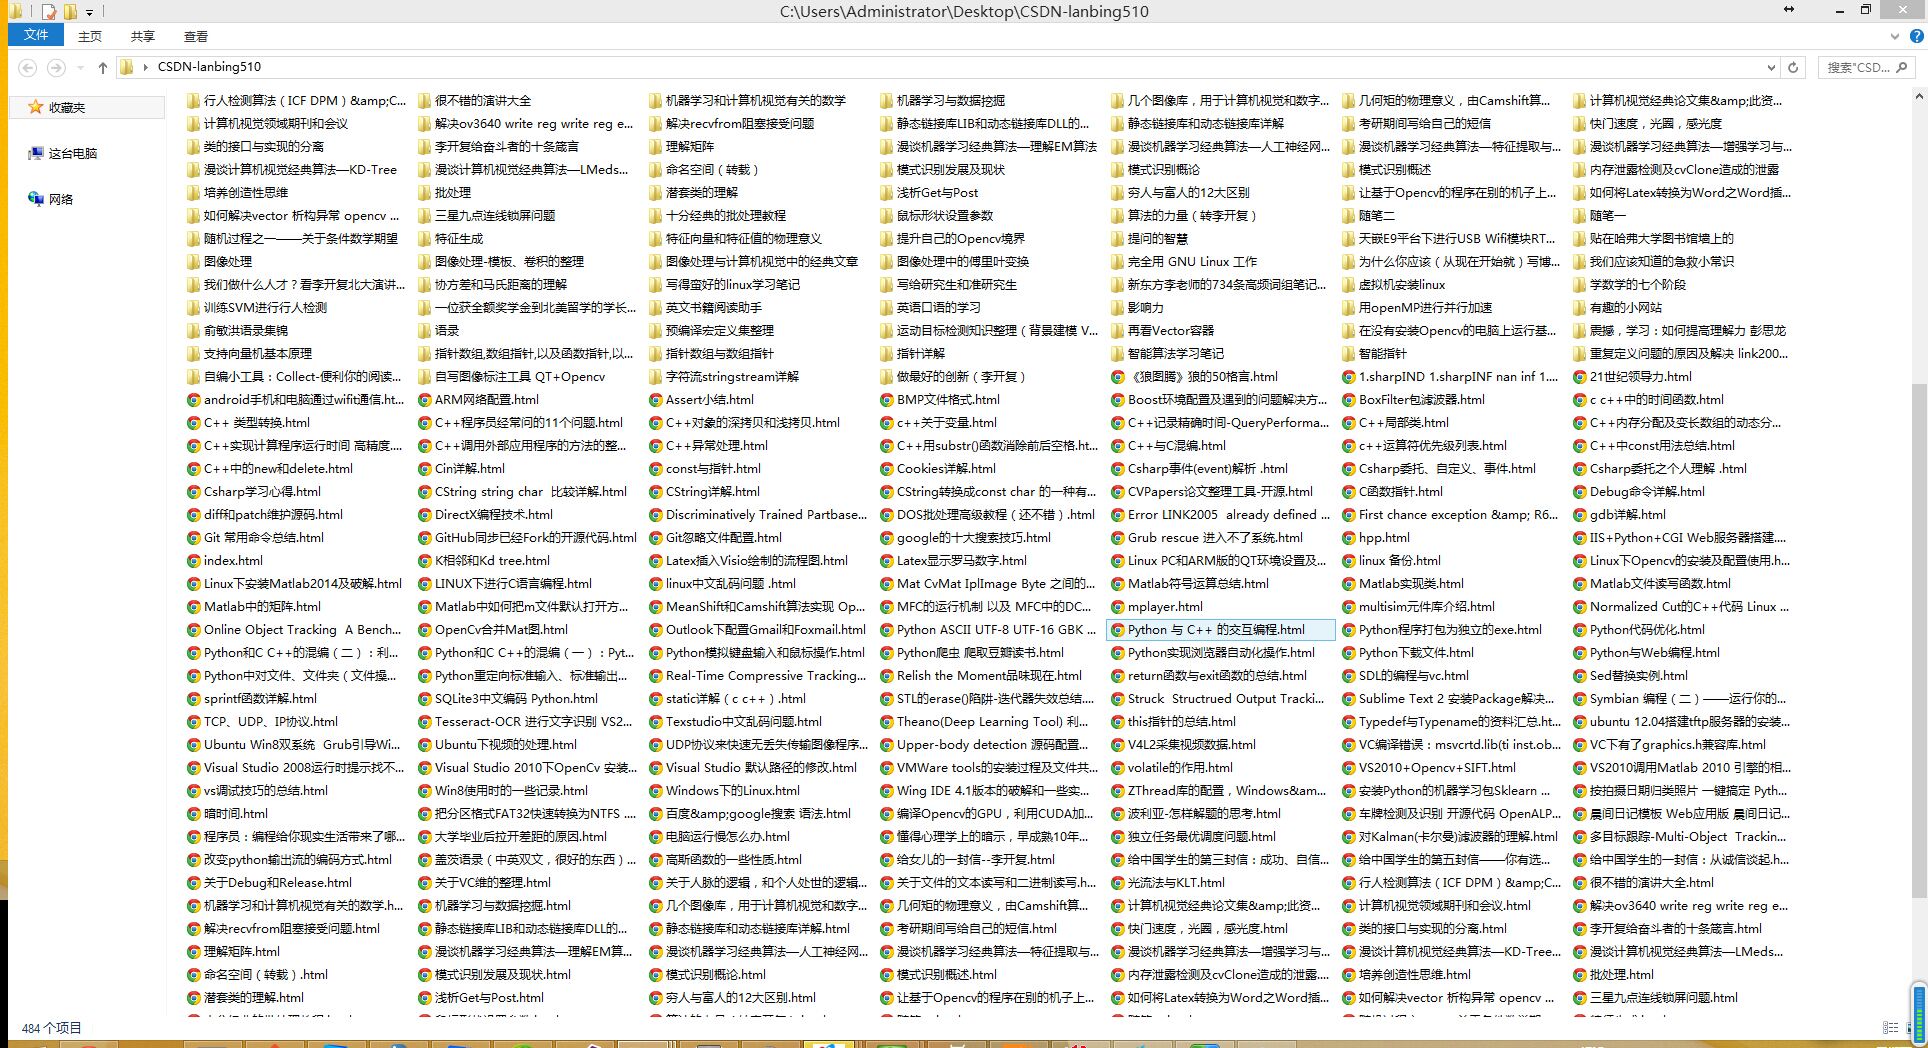 C:\Users\Administrator\Desktop\CSDN-lanbing510
文件 主页 共享 查看
CSDN-lanbing510 搜索"CSD...
收藏夹
这台电脑
网络
行人检测算法（ICF DPM）&amp;C... 很不错的演讲大全 机器学习和计算机视觉有关的数学 机器学习与数据挖掘 几个图像库，用于计算机视觉和数字... 几何矩的物理意义，由Camshift算... 计算机视觉经典论文集&amp;此资...
计算机视觉领域期刊和会议 解决ov3640 write reg write reg e... 解决recvfrom阻塞接受问题 静态链接库LIB和动态链接库DLL的... 静态链接库和动态链接库详解 考研期间写给自己的短信 快门速度，光圈，感光度
类的接口与实现的分离 李开复给奋斗者的十条箴言 理解矩阵 漫谈机器学习经典算法—理解EM算法 漫谈机器学习经典算法—人工神经网... 漫谈机器学习经典算法—特征提取与... 漫谈机器学习经典算法—增强学习与...
漫谈计算机视觉经典算法—KD-Tree 漫谈计算机视觉经典算法—LMeds... 命名空间（转载） 模式识别发展及现状 模式识别概论 模式识别概述 内存泄露检测及cvClone造成的泄露
培养创造性思维 批处理 潜套类的理解 浅析Get与Post 穷人与富人的12大区别 让基于Opencv的程序在别的机子上... 如何将Latex转换为Word之Word插...
如何解决vector 析构异常 opencv ... 三星九点连线锁屏问题 十分经典的批处理教程 鼠标形状设置参数 算法的力量（转李开复） 随笔二 随笔一
随机过程之一——关于条件数学期望 特征生成 特征向量和特征值的物理意义 提升自己的Opencv境界 提问的智慧 天嵌E9平台下进行USB Wifi模块RT... 贴在哈弗大学图书馆墙上的
图像处理 图像处理-模板、卷积的整理 图像处理与计算机视觉中的经典文章 图像处理中的傅里叶变换 完全用 GNU Linux 工作 为什么你应该（从现在开始就）写博... 我们应该知道的急救小常识
我们做什么人才？看李开复北大演讲... 协方差和马氏距离的理解 写得蛮好的linux学习笔记 写给研究生和准研究生 新东方李老师的734条高频词组笔记... 虚拟机安装linux 学数学的七个阶段
训练SVM进行行人检测 一位获全额奖学金到北美留学的学长... 英文书籍阅读助手 英语口语的学习 影响力 用openMP进行并行加速 有趣的小网站
俞敏洪语录集锦 语录 预编译宏定义集整理 运动目标检测知识整理（背景建模 V... 再看Vector容器 在没有安装Opencv的电脑上运行基... 震撼，学习：如何提高理解力 彭思龙
支持向量机基本原理 指针数组,数组指针,以及函数指针,以... 指针数组与数组指针 指针详解 智能算法学习笔记 智能指针 重复定义问题的原因及解决 link200...
自编小工具：Collect-便利你的阅读... 自写图像标注工具 QT+Opencv 字符流stringstream详解 做最好的创新（李开复） 《狼图腾》狼的50格言.html 1.sharpIND 1.sharpINF nan inf 1.... 21世纪领导力.html
android手机和电脑通过wifit通信.ht... ARM网络配置.html Assert小结.html BMP文件格式.html Boost环境配置及遇到的问题解决方... BoxFilter包滤波器.html c c++中的时间函数.html
C++ 类型转换.html C++程序员经常问的11个问题.html C++对象的深拷贝和浅拷贝.html c++关于变量.html C++记录精确时间-QueryPerforma... C++局部类.html C++内存分配及变长数组的动态分...
C++实现计算程序运行时间 高精度.... C++调用外部应用程序的方法的整... C++异常处理.html C++用substr()函数消除前后空格.ht... C++与C混编.html c++运算符优先级列表.html C++中const用法总结.html
C++中的new和delete.html Cin详解.html const与指针.html Cookies详解.html Csharp事件(event)解析 .html Csharp委托、自定义、事件.html Csharp委托之个人理解 .html
Csharp学习心得.html CString string char  比较详解.html CString详解.html CString转换成const char 的一种有... CVPapers论文整理工具-开源.html C函数指针.html Debug命令详解.html
diff和patch维护源码.html DirectX编程技术.html Discriminatively Trained Partbase... DOS批处理高级教程（还不错）.html Error LINK2005  already defined ... First chance exception &amp; R6... gdb详解.html
Git 常用命令总结.html GitHub同步已经Fork的开源代码.html Git忽略文件配置.html google的十大搜索技巧.html Grub rescue 进入不了系统.html hpp.html IIS+Python+CGI Web服务器搭建....
index.html K相邻和Kd tree.html Latex插入Visio绘制的流程图.html Latex显示罗马数字.html Linux PC和ARM版的QT环境设置及... linux 备份.html Linux下Opencv的安装及配置使用.h...
Linux下安装Matlab2014及破解.html LINUX下进行C语言编程.html linux中文乱码问题 .html Mat CvMat IplImage Byte 之间的... Matlab符号运算总结.html Matlab实现类.html Matlab文件读写函数.html
Matlab中的矩阵.html Matlab中如何把m文件默认打开方... MeanShift和Camshift算法实现 Op... MFC的运行机制 以及 MFC中的DC... mplayer.html multisim元件库介绍.html Normalized Cut的C++代码 Linux ...
Online Object Tracking  A Bench... OpenCv合并Mat图.html Outlook下配置Gmail和Foxmail.html Python ASCII UTF-8 UTF-16 GBK ... Python 与 C++ 的交互编程.html Python程序打包为独立的exe.html Python代码优化.html
Python和C C++的混编（二）：利... Python和C C++的混编（一）：Pyt... Python模拟键盘输入和鼠标操作.html Python爬虫 爬取豆瓣读书.html Python实现浏览器自动化操作.html Python下载文件.html Python与Web编程.html
Python中对文件、文件夹（文件操... Python重定向标准输入、标准输出... Real-Time Compressive Tracking... Relish the Moment品味现在.html return函数与exit函数的总结.html SDL的编程与vc.html Sed替换实例.html
sprintf函数详解.html SQLite3中文编码 Python.html static详解（c c++）.html STL的erase()陷阱-迭代器失效总结.... Struck  Structrued Output Tracki... Sublime Text 2 安装Package解决... Symbian 编程（二）——运行你的...
TCP、UDP、IP协议.html Tesseract-OCR 进行文字识别 VS2... Texstudio中文乱码问题.html Theano(Deep Learning Tool) 利... this指针的总结.html Typedef与Typename的资料汇总.ht... ubuntu 12.04搭建tftp服务器的安装...
Ubuntu Win8双系统  Grub引导Wi... Ubuntu下视频的处理.html UDP协议来快速无丢失传输图像程序... Upper-body detection 源码配置... V4L2采集视频数据.html VC编译错误：msvcrtd.lib(ti inst.ob... VC下有了graphics.h兼容库.html
Visual Studio 2008运行时提示找不... Visual Studio 2010下OpenCv 安装... Visual Studio 默认路径的修改.html VMWare tools的安装过程及文件共... volatile的作用.html VS2010+Opencv+SIFT.html VS2010调用Matlab 2010 引擎的相...
vs调试技巧的总结.html Win8使用时的一些记录.html Windows下的Linux.html Wing IDE 4.1版本的破解和一些实... ZThread库的配置，Windows&am... 安装Python的机器学习包Sklearn ... 按拍摄日期归类照片 一键搞定 Pyth...
暗时间.html 把分区格式FAT32快速转换为NTFS ... 百度&amp;google搜索 语法.html 编译Opencv的GPU，利用CUDA加... 波利亚-怎样解题的思考.html 车牌检测及识别 开源代码 OpenALP... 晨间日记模板 Web应用版 晨间日记...
程序员：编程给你现实生活带来了哪... 大学毕业后拉开差距的原因.html 电脑运行慢怎么办.html 懂得心理学上的暗示，早成熟10年... 独立任务最优调度问题.html 对Kalman(卡尔曼)滤波器的理解.html 多目标跟踪-Multi-Object  Trackin...
改变python输出流的编码方式.html 盖茨语录（中英双文，很好的东西）... 高斯函数的一些性质.html 给女儿的一封信--李开复.html 给中国学生的第三封信：成功、自信... 给中国学生的第五封信——你有选... 给中国学生的一封信：从诚信谈起.h...
关于Debug和Release.html 关于VC维的整理.html 关于人脉的逻辑，和个人处世的逻辑... 关于文件的文本读写和二进制读写.h... 光流法与KLT.html 行人检测算法（ICF DPM）&amp;C... 很不错的演讲大全.html
机器学习和计算机视觉有关的数学.h... 机器学习与数据挖掘.html 几个图像库，用于计算机视觉和数字... 几何矩的物理意义，由Camshift算... 计算机视觉经典论文集&amp;此资... 计算机视觉领域期刊和会议.html 解决ov3640 write reg write reg e...
解决recvfrom阻塞接受问题.html 静态链接库LIB和动态链接库DLL的... 静态链接库和动态链接库详解.html 考研期间写给自己的短信.html 快门速度，光圈，感光度.html 类的接口与实现的分离.html 李开复给奋斗者的十条箴言.html
理解矩阵.html 漫谈机器学习经典算法—理解EM算... 漫谈机器学习经典算法—人工神经网... 漫谈机器学习经典算法—特征提取与... 漫谈机器学习经典算法—增强学习与... 漫谈计算机视觉经典算法—KD-Tree... 漫谈计算机视觉经典算法—LMeds...
命名空间（转载）.html 模式识别发展及现状.html 模式识别概论.html 模式识别概述.html 内存泄露检测及cvClone造成的泄露.... 培养创造性思维.html 批处理.html
潜套类的理解.html 浅析Get与Post.html 穷人与富人的12大区别.html 让基于Opencv的程序在别的机子上... 如何将Latex转换为Word之Word插... 如何解决vector 析构异常 opencv ... 三星九点连线锁屏问题.html
484 个项目